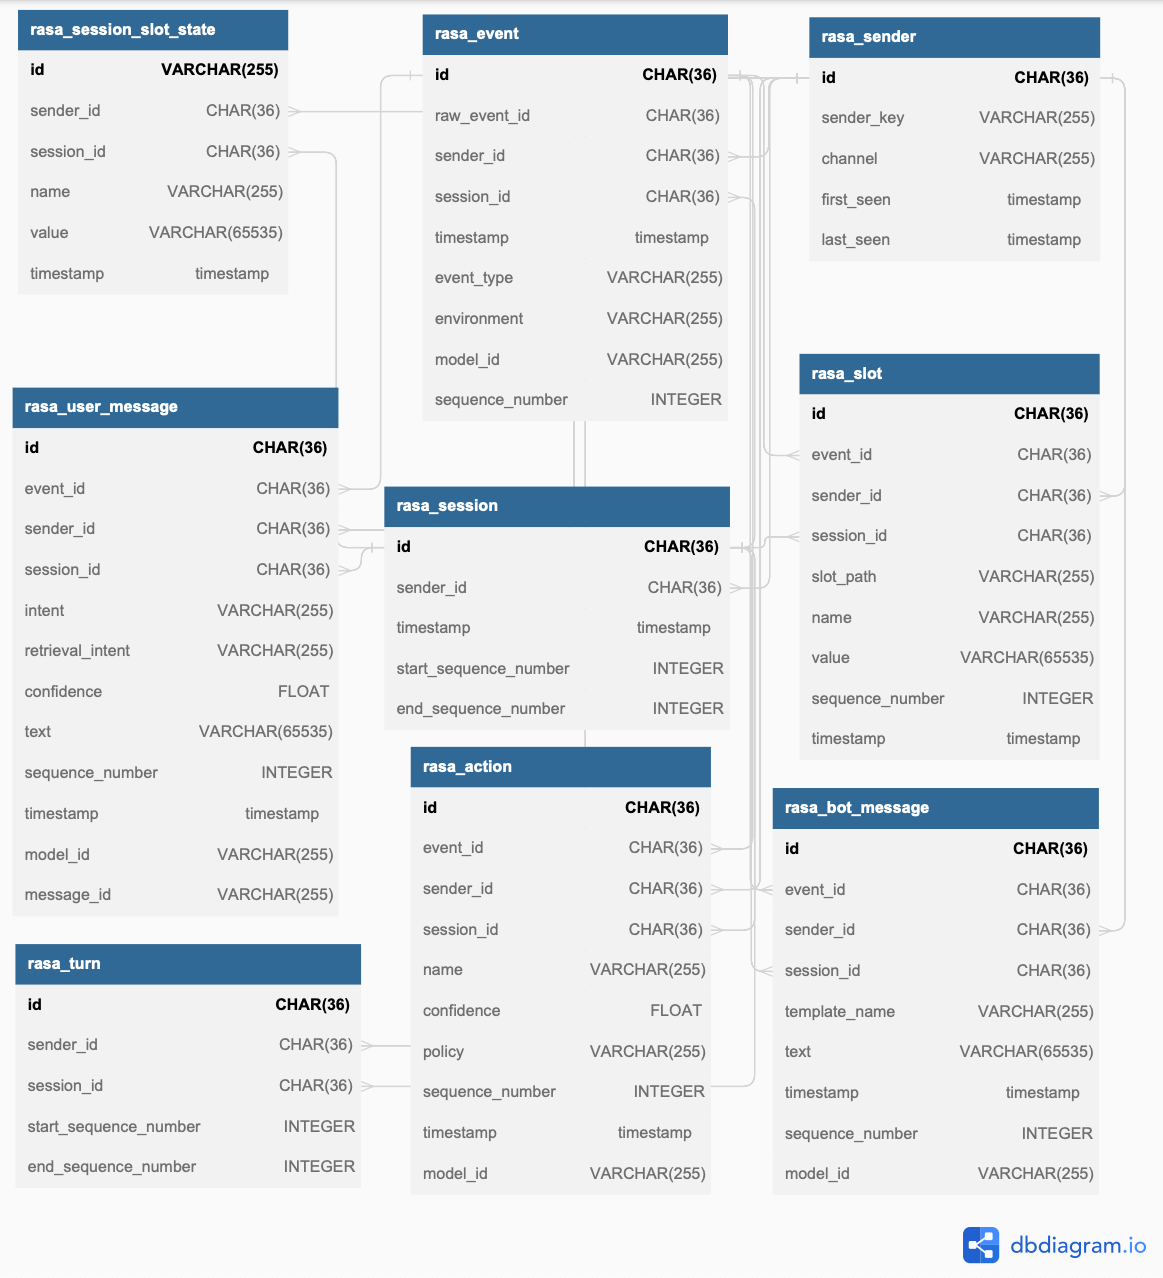 rasa_session_slot_state
id VARCHAR(255)
sender_id CHAR(36)
session_id CHAR(36)
name VARCHAR(255)
value VARCHAR(65535)
timestamp timestamp
rasa_event
id CHAR(36)
raw_event_id CHAR(36)
sender_id CHAR(36)
session_id CHAR(36)
timestamp timestamp
event_type VARCHAR(255)
environment VARCHAR(255)
model_id VARCHAR(255)
sequence_number INTEGER
rasa_sender
id CHAR(36)
sender_key VARCHAR(255)
channel VARCHAR(255)
first_seen timestamp
last_seen timestamp
rasa_user_message
id CHAR(36)
event_id CHAR(36)
sender_id CHAR(36)
session_id CHAR(36)
intent VARCHAR(255)
retrieval_intent VARCHAR(255)
confidence FLOAT
text VARCHAR(65535)
sequence_number INTEGER
timestamp timestamp
model_id VARCHAR(255)
message_id VARCHAR(255)
rasa_session
id CHAR(36)
sender_id CHAR(36)
timestamp timestamp
start_sequence_number INTEGER
end_sequence_number INTEGER
rasa_slot
id CHAR(36)
event_id CHAR(36)
sender_id CHAR(36)
session_id CHAR(36)
slot_path VARCHAR(255)
name VARCHAR(255)
value VARCHAR(65535)
sequence_number INTEGER
timestamp timestamp
rasa_turn
id CHAR(36)
sender_id CHAR(36)
session_id CHAR(36)
start_sequence_number INTEGER
end_sequence_number INTEGER
rasa_action
id CHAR(36)
event_id CHAR(36)
sender_id CHAR(36)
session_id CHAR(36)
name VARCHAR(255)
confidence FLOAT
policy VARCHAR(255)
sequence_number INTEGER
timestamp timestamp
model_id VARCHAR(255)
rasa_bot_message
id CHAR(36)
event_id CHAR(36)
sender_id CHAR(36)
session_id CHAR(36)
template_name VARCHAR(255)
text VARCHAR(65535)
timestamp timestamp
sequence_number INTEGER
model_id VARCHAR(255)
dbdiagram.io